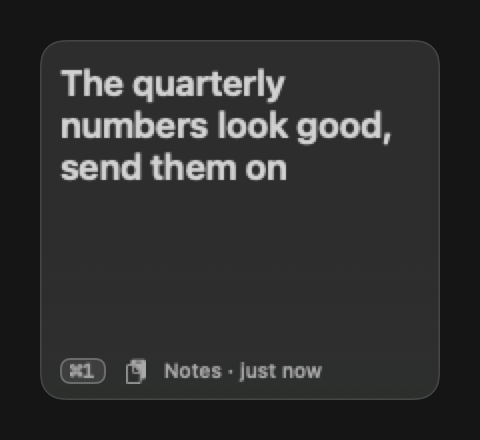 The quarterly
numbers look good,
send them on
⌘1 Notes · just now